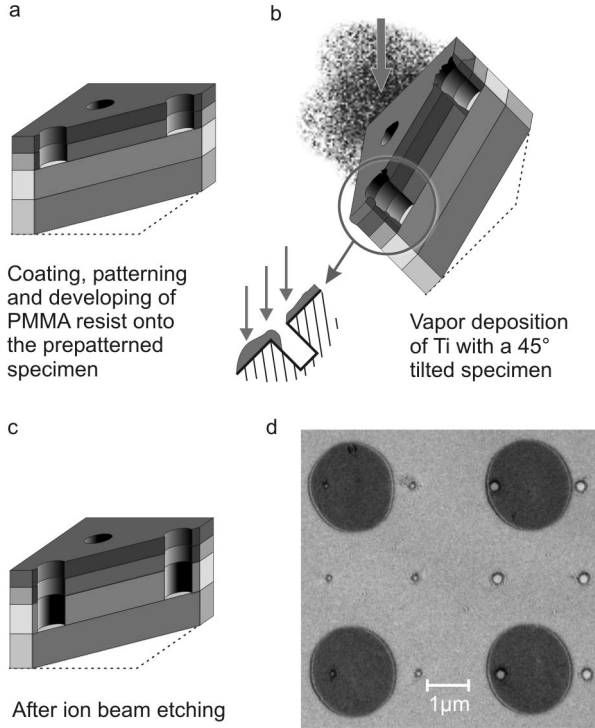 a
b
Coating, patterning
and developing of
PMMA resist onto
the prepatterned
specimen
Vapor deposition
of Ti with a 45°
tilted specimen
c
d
1µm
After ion beam etching